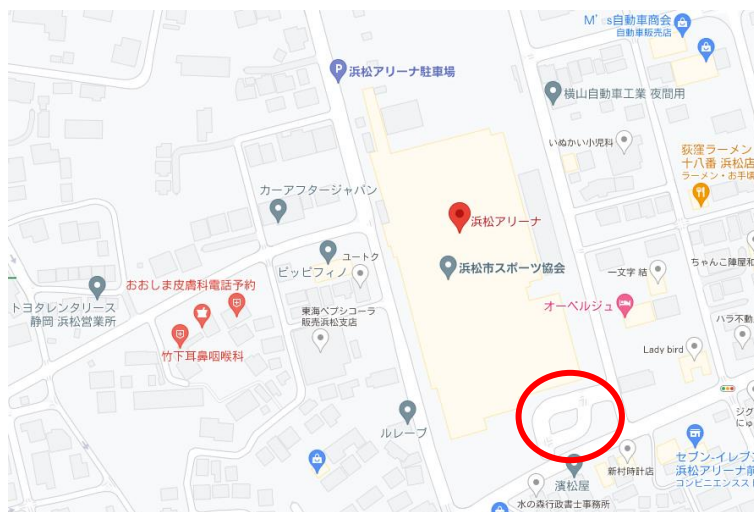 M's自動車商会
自動車販売店
P 浜松アリーナ駐車場
横山自動車工業 夜間用
いぬかい小児科
荻窪ラーメン
十八番 浜松店
カーアフタージャパン
浜松アリーナ
ユートク
ピッピフィノ
浜松市スポーツ協会
一文字 結
ちゃんこ陣屋和
おおしま皮膚科電話予約
トヨタレンタリース
静岡 浜松営業所
東海ペプシコーラ
販売浜松支店
オーベルジュ
ハラ不動
竹下耳鼻咽喉科
Lady bird
ルレーブ
ジグ
にゅ
セブン-イレブン
浜松アリーナ前
コンビニエンススト
新村時計店
濱松屋
水の森行政書士事務所